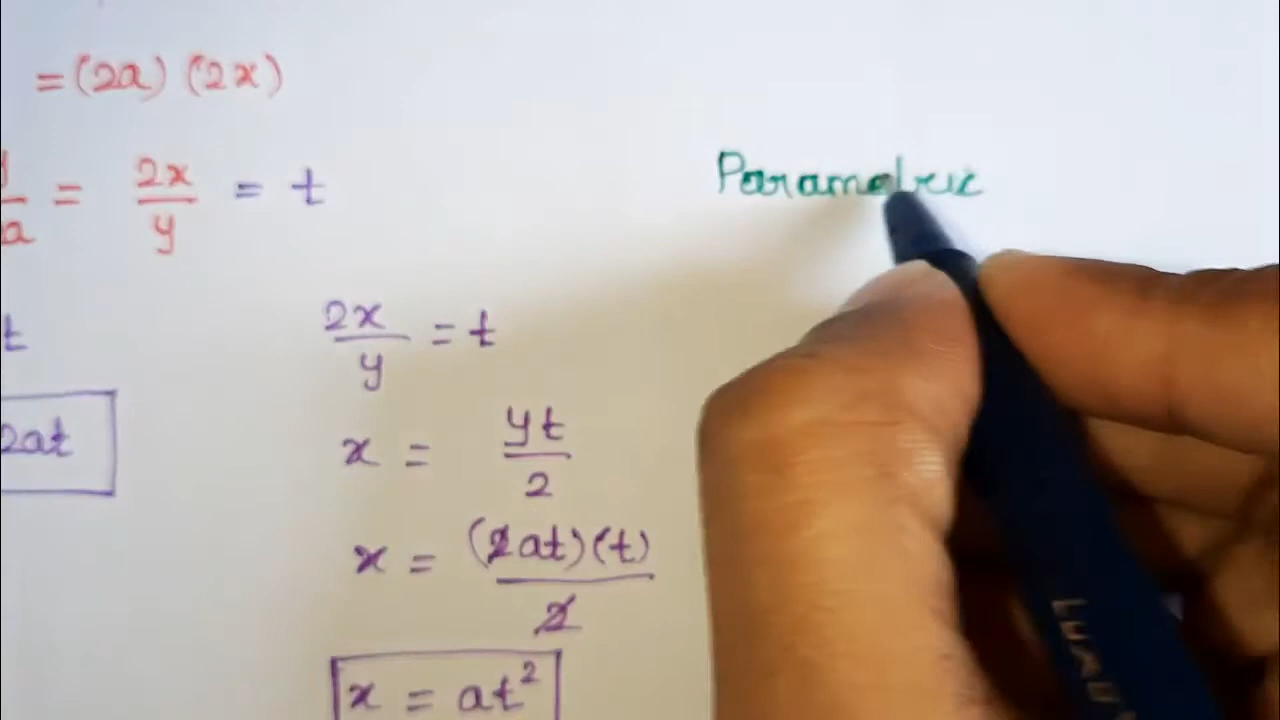 = (2a) (2x)
a = 2x/y = t
Parametric
2x/y = t
t
x = yt/2
2at
x = (2at)(t)/2
x = at²